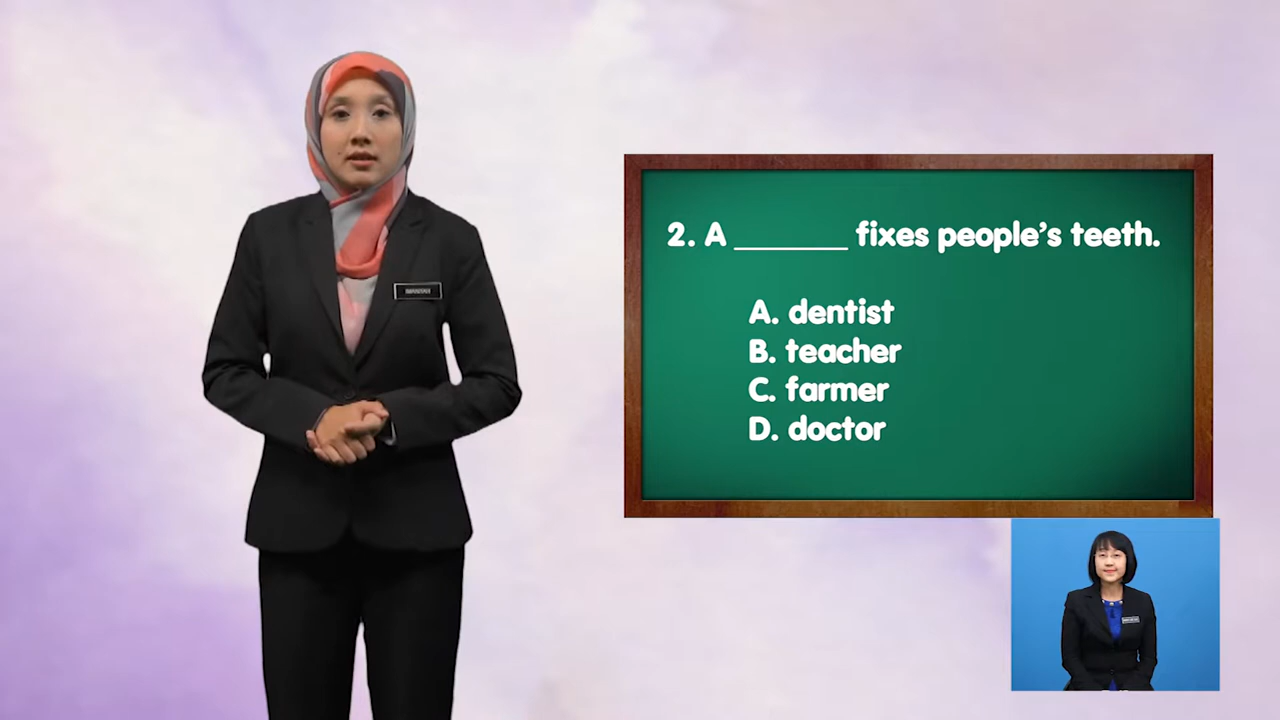 2. A _______ fixes people's teeth.
A. dentist
B. teacher
C. farmer
D. doctor